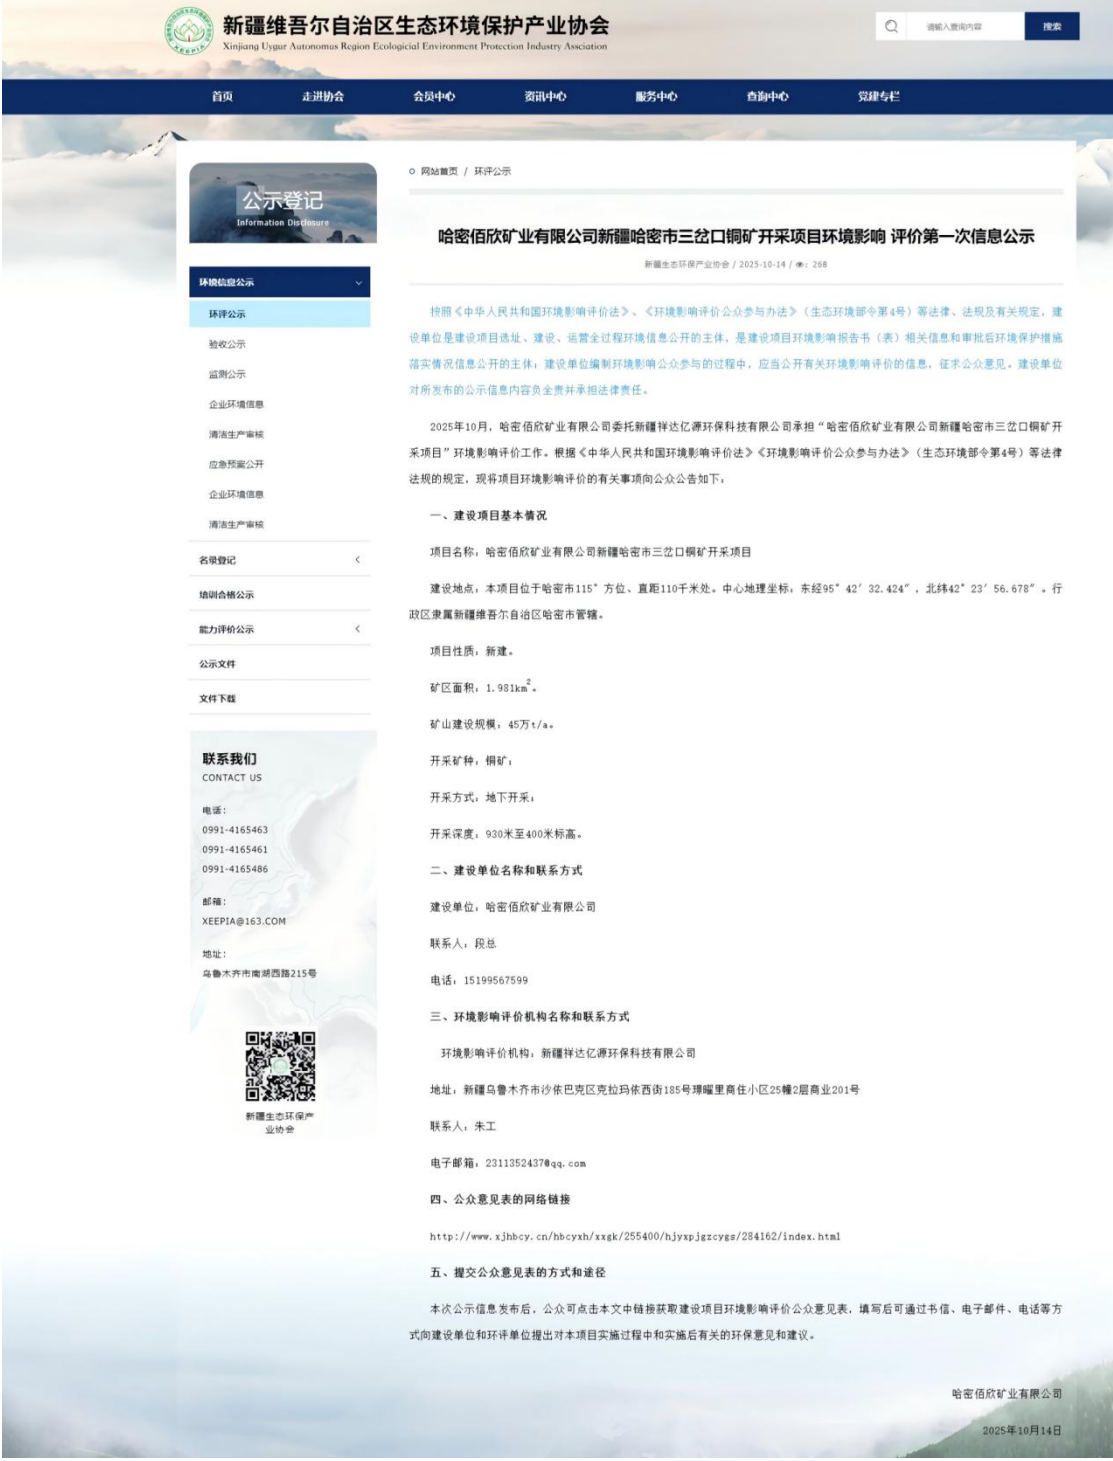 新疆维吾尔自治区生态环境保护产业协会
Xinjiang Uygur Autonomus Region Ecologicial Environment Protection Industry Assciation
XEEPIA
请输入查询内容
搜索
首页 走进协会 会员中心 资讯中心 服务中心 查询中心 党建专栏
公示登记
Information Disclosure
环境信息公示
环评公示
验收公示
监测公示
企业环境信息
清洁生产审核
应急预案公开
企业环境信息
清洁生产审核
名录登记
培训合格公示
能力评价公示
公示文件
文件下载
联系我们
CONTACT US
电话：
0991-4165463
0991-4165461
0991-4165486
邮箱：
XEEPIA@163.COM
地址：
乌鲁木齐市南湖西路215号
新疆生态环保产
业协会
网站首页 / 环评公示
哈密佰欣矿业有限公司新疆哈密市三岔口铜矿开采项目环境影响 评价第一次信息公示
新疆生态环保产业协会 / 2025-10-14 / : 268
按照《中华人民共和国环境影响评价法》、《环境影响评价公众参与办法》（生态环境部令第4号）等法律、法规及有关规定，建
设单位是建设项目选址、建设、运营全过程环境信息公开的主体，是建设项目环境影响报告书（表）相关信息和审批后环境保护措施
落实情况信息公开的主体；建设单位编制环境影响公众参与的过程中，应当公开有关环境影响评价的信息，征求公众意见。建设单位
对所发布的公示信息内容负全责并承担法律责任。
2025年10月，哈密佰欣矿业有限公司委托新疆祥达亿源环保科技有限公司承担“哈密佰欣矿业有限公司新疆哈密市三岔口铜矿开
采项目”环境影响评价工作。根据《中华人民共和国环境影响评价法》《环境影响评价公众参与办法》（生态环境部令第4号）等法律
法规的规定，现将项目环境影响评价的有关事项向公众公告如下：
一、建设项目基本情况
项目名称：哈密佰欣矿业有限公司新疆哈密市三岔口铜矿开采项目
建设地点：本项目位于哈密市115°方位、直距110千米处。中心地理坐标：东经95°42′32.424″，北纬42°23′56.678″。行
政区隶属新疆维吾尔自治区哈密市管辖。
项目性质：新建。
矿区面积：1.981km²。
矿山建设规模：45万t/a。
开采矿种：铜矿；
开采方式：地下开采；
开采深度：930米至400米标高。
二、建设单位名称和联系方式
建设单位：哈密佰欣矿业有限公司
联系人：段总
电话：15199567599
三、环境影响评价机构名称和联系方式
环境影响评价机构：新疆祥达亿源环保科技有限公司
地址：新疆乌鲁木齐市沙依巴克区克拉玛依西街185号璟曜里商住小区25幢2层商业201号
联系人：朱工
电子邮箱：2311352437@qq.com
四、公众意见表的网络链接
http://www.xjhbcy.cn/hbcyxh/xxgk/255400/hjyxpjgzcygs/284162/index.html
五、提交公众意见表的方式和途径
本次公示信息发布后，公众可点击本文中链接获取建设项目环境影响评价公众意见表，填写后可通过书信、电子邮件、电话等方
式向建设单位和环评单位提出对本项目实施过程中和实施后有关的环保意见和建议。
哈密佰欣矿业有限公司
2025年10月14日